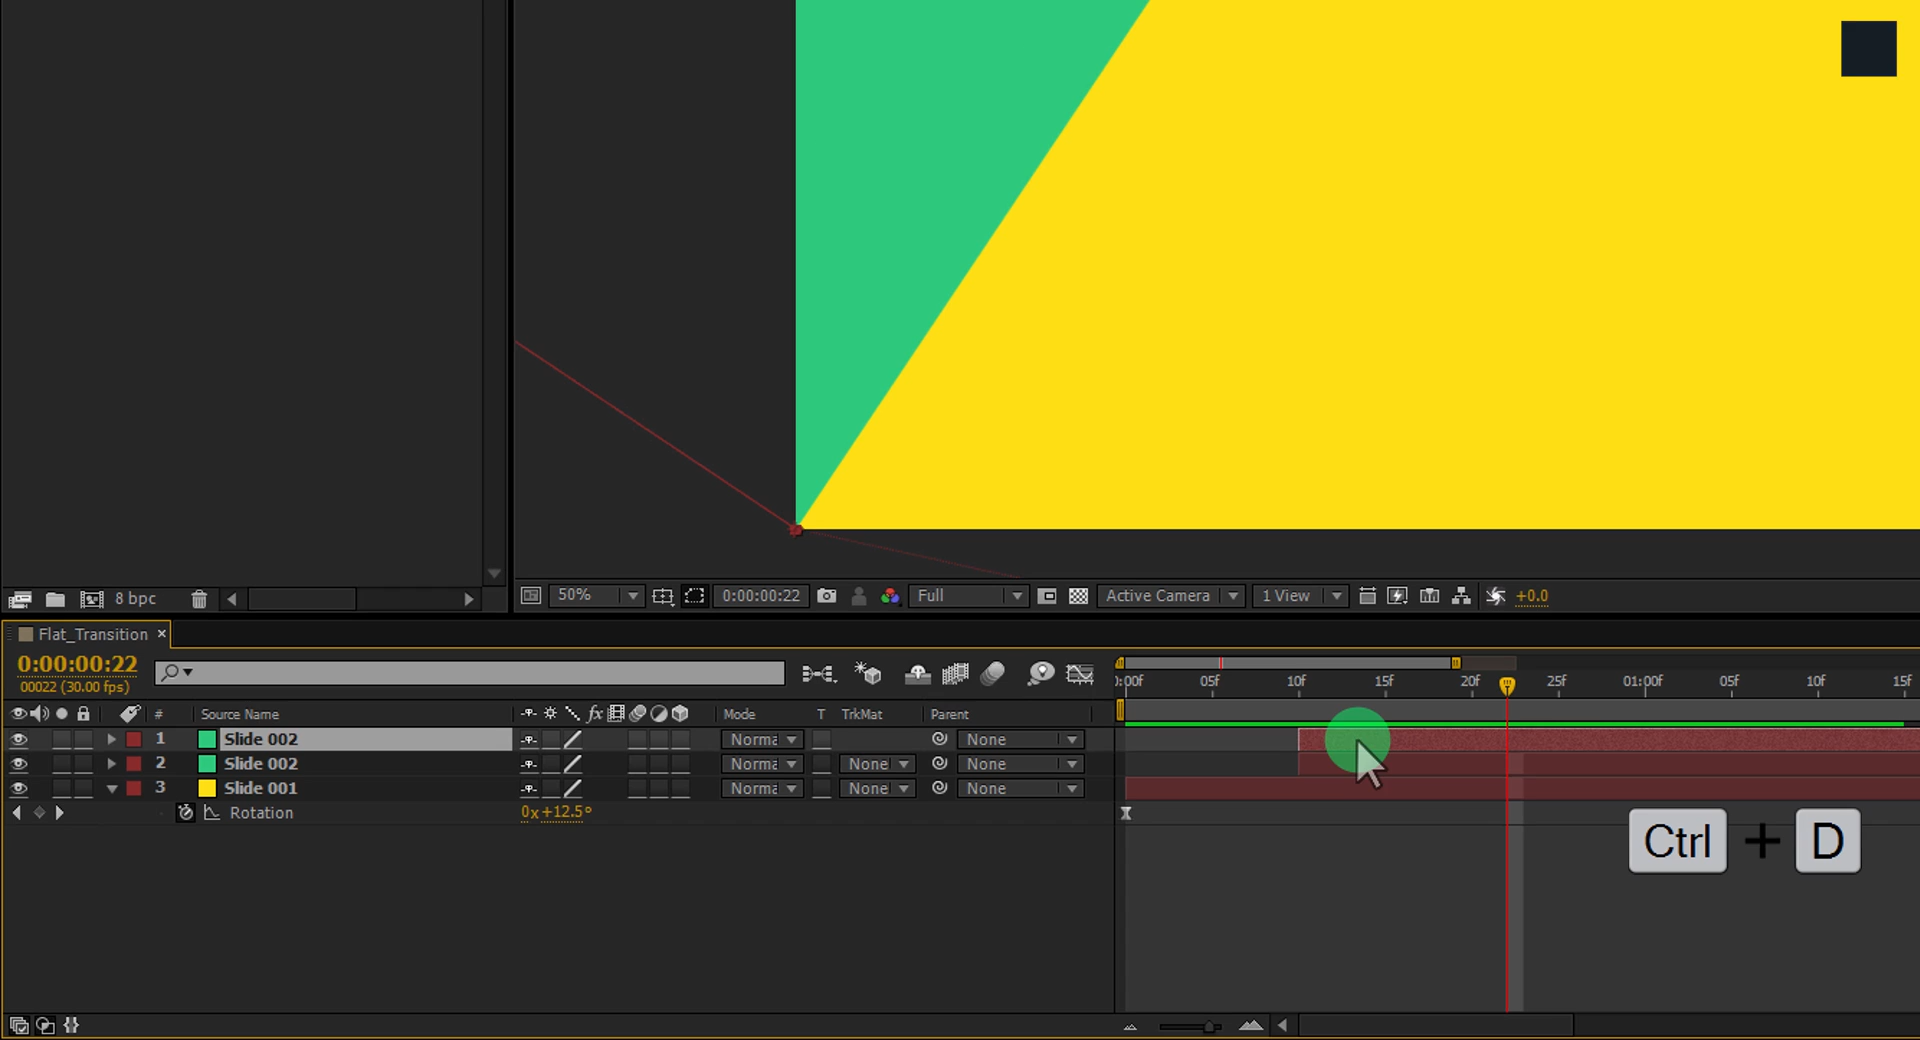 8 bpc
50%
0:00:00:22
Full
Active Camera
1 View
+0.0
Flat_Transition ×
0:00:00:22
00022 (30.00 fps)
0:00f 05f 10f 15f 20f 25f 01:00f 05f 10f 15f
# Source Name fx Mode T TrkMat Parent
1 Slide 002 Norma None
2 Slide 002 Norma None None
3 Slide 001 Norma None None
Rotation 0x+12.5°
Ctrl + D